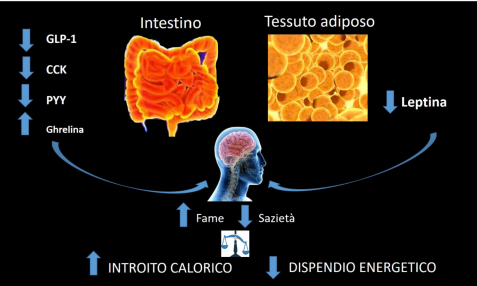 Intestino
Tessuto adiposo
GLP-1
CCK
PYY
Ghrelina
Leptina
Fame
Sazietà
INTROITO CALORICO
DISPENDIO ENERGETICO